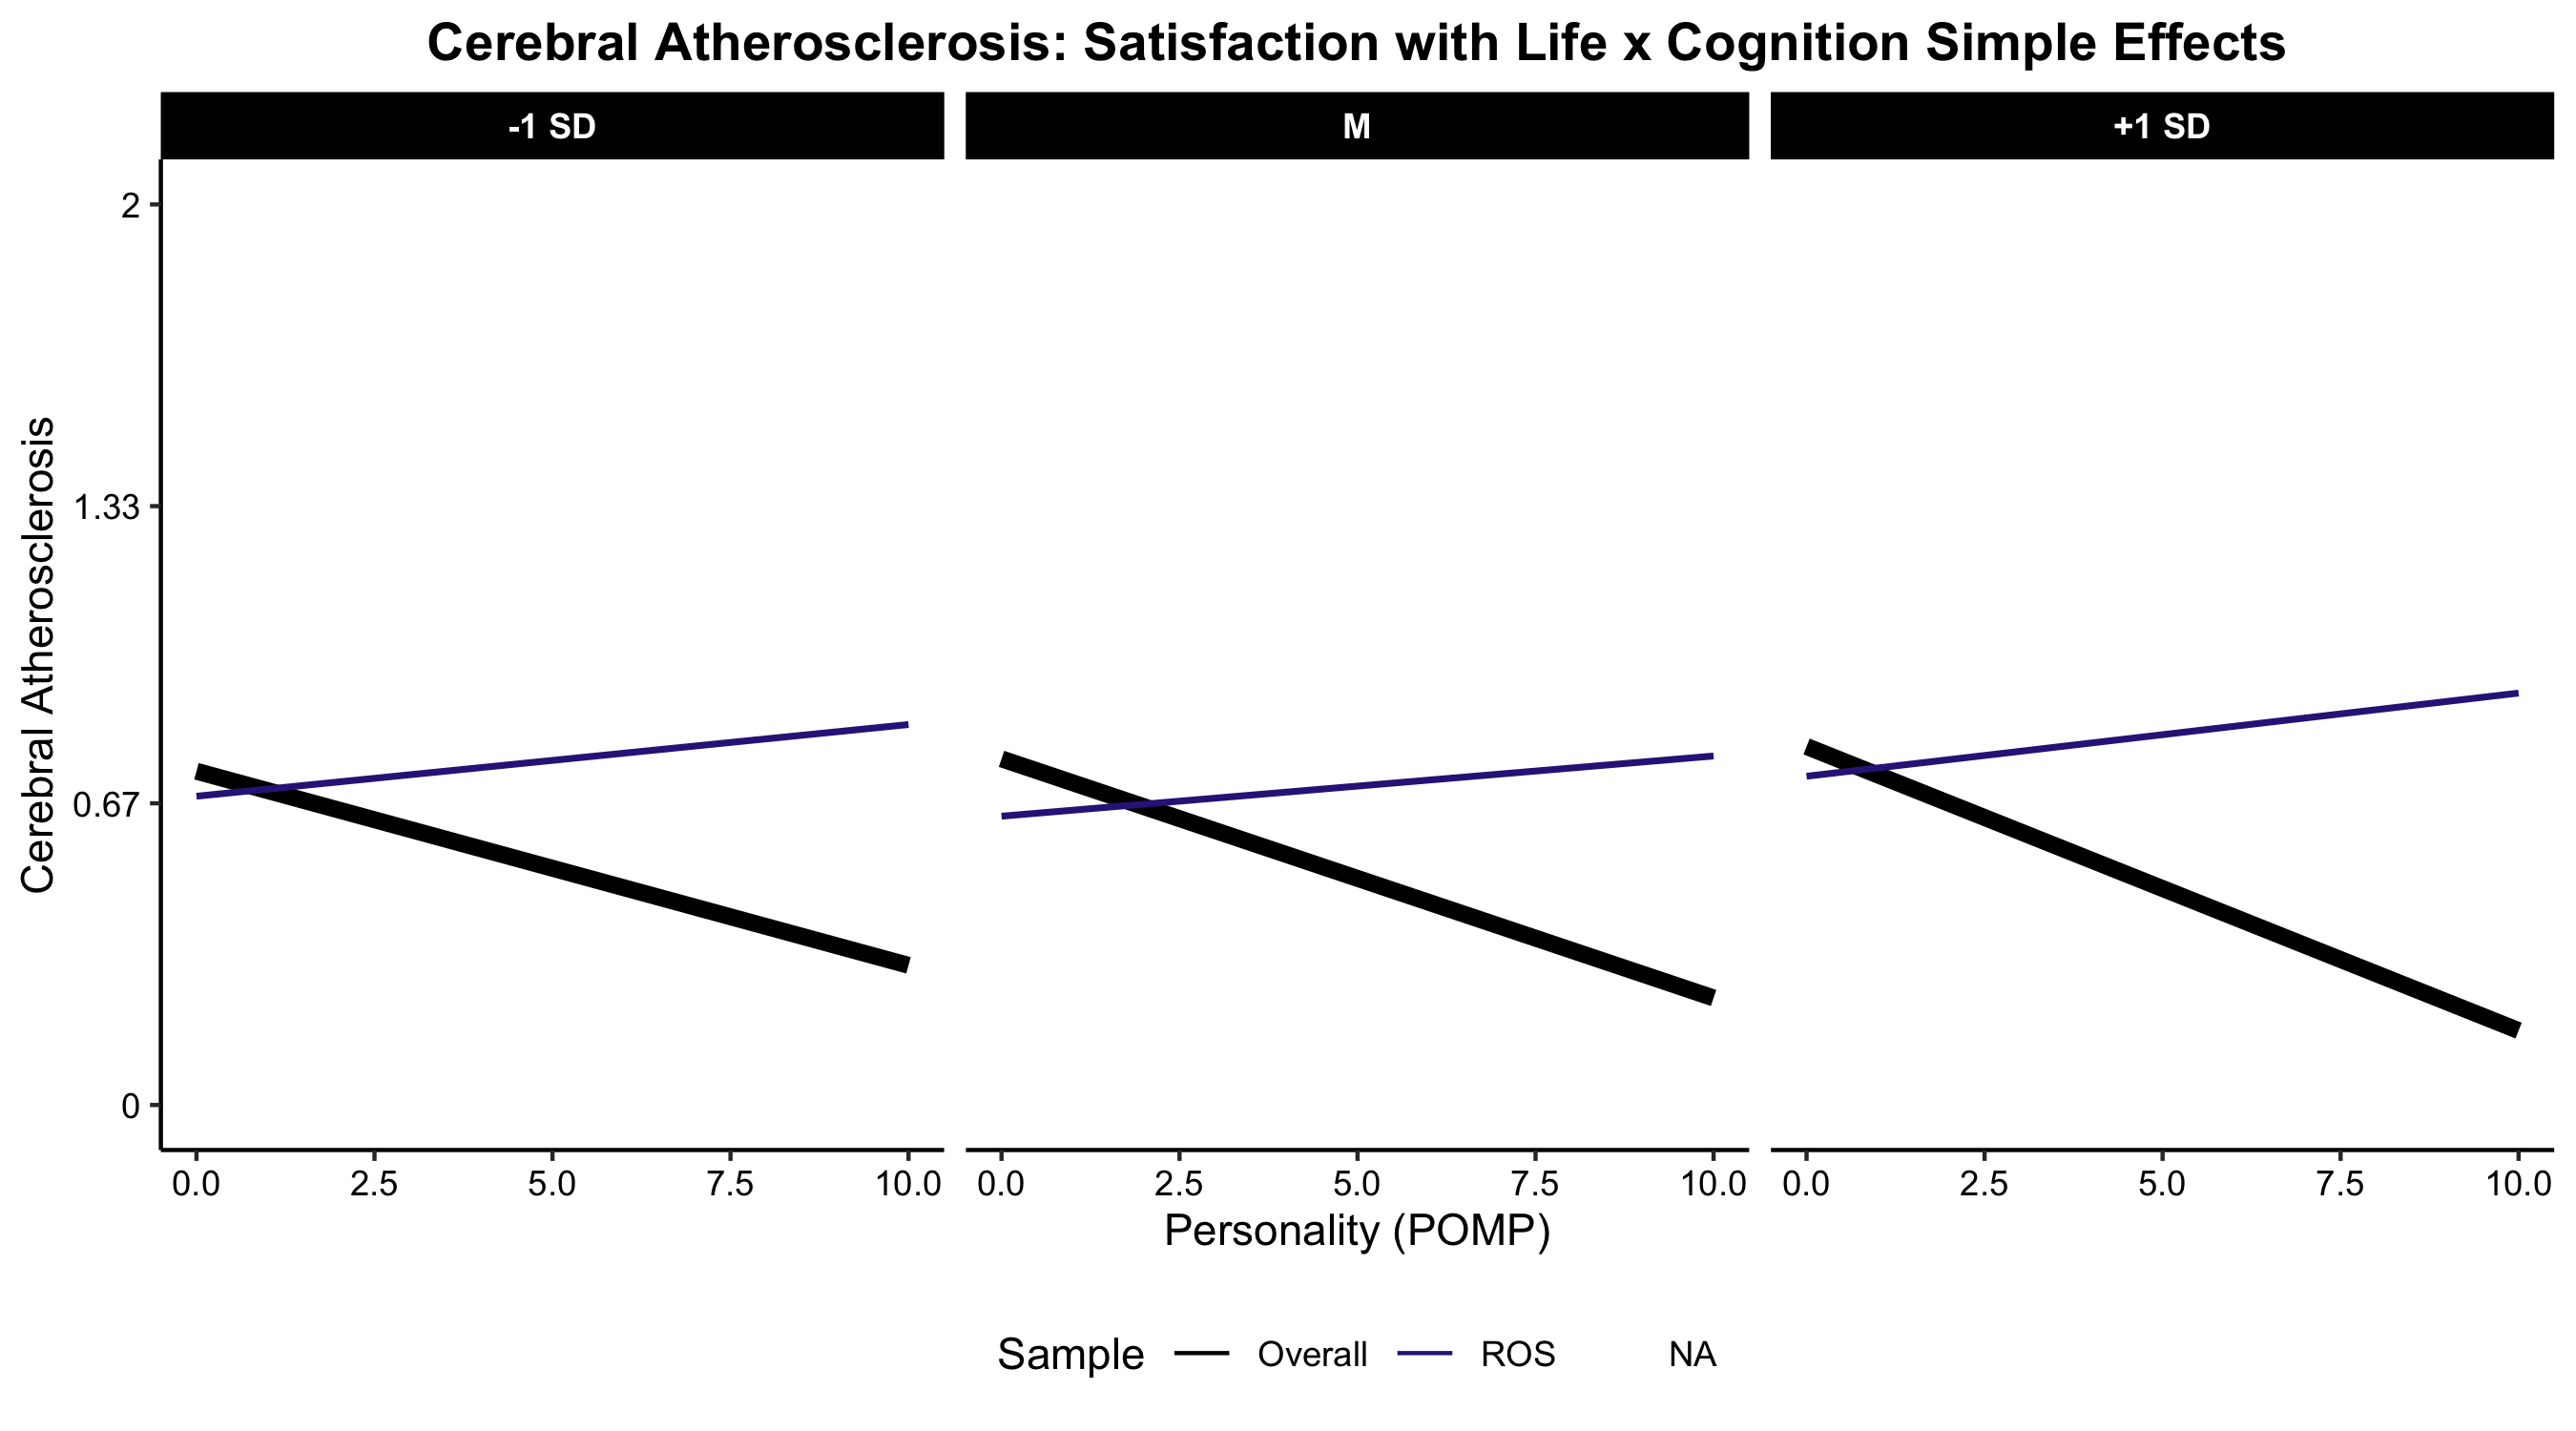 Cerebral Atherosclerosis: Satisfaction with Life x Cognition Simple Effects
-1 SD M +1 SD
2
1.33
0.67
0
Cerebral Atherosclerosis
0.0 2.5 5.0 7.5 10.0 0.0 2.5 5.0 7.5 10.0 0.0 2.5 5.0 7.5 10.0
Personality (POMP)
Sample Overall ROS NA